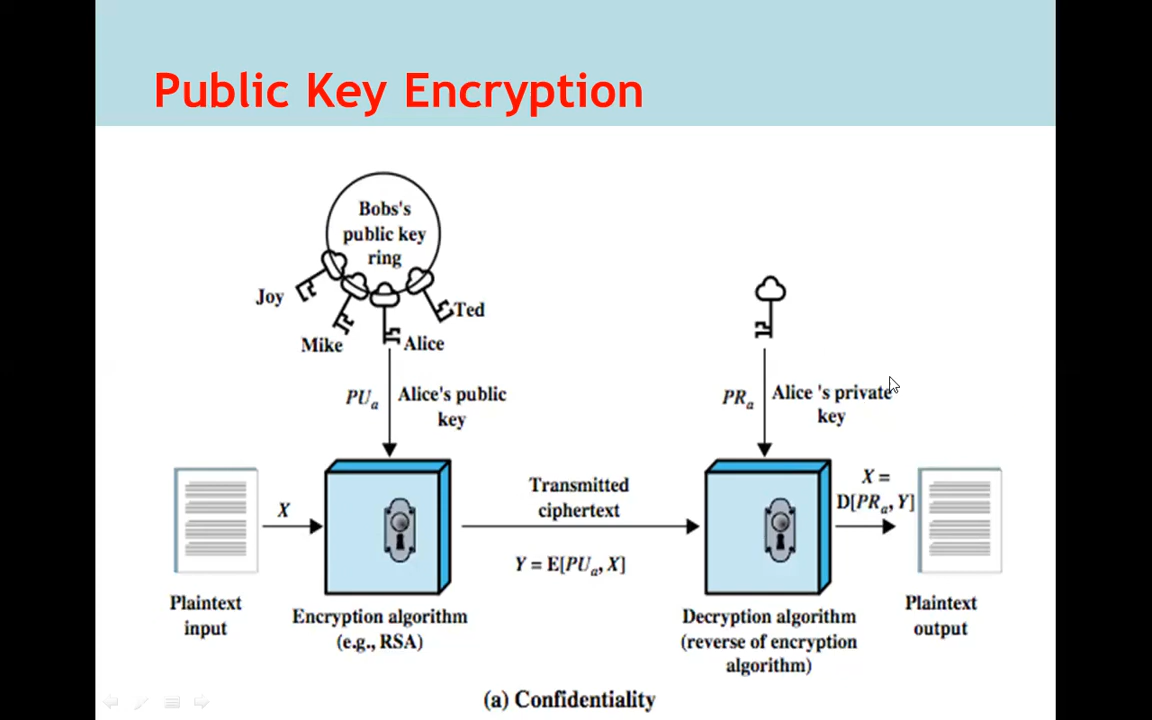 Public Key Encryption
Bobs's
public key
ring
Joy
Ted
Mike
Alice
PUa
Alice's public
key
PRa
Alice 's private
key
X
Transmitted
ciphertext
X =
D[PRa, Y]
Y = E[PUa, X]
Plaintext
input
Encryption algorithm
(e.g., RSA)
Decryption algorithm
(reverse of encryption
algorithm)
Plaintext
output
(a) Confidentiality